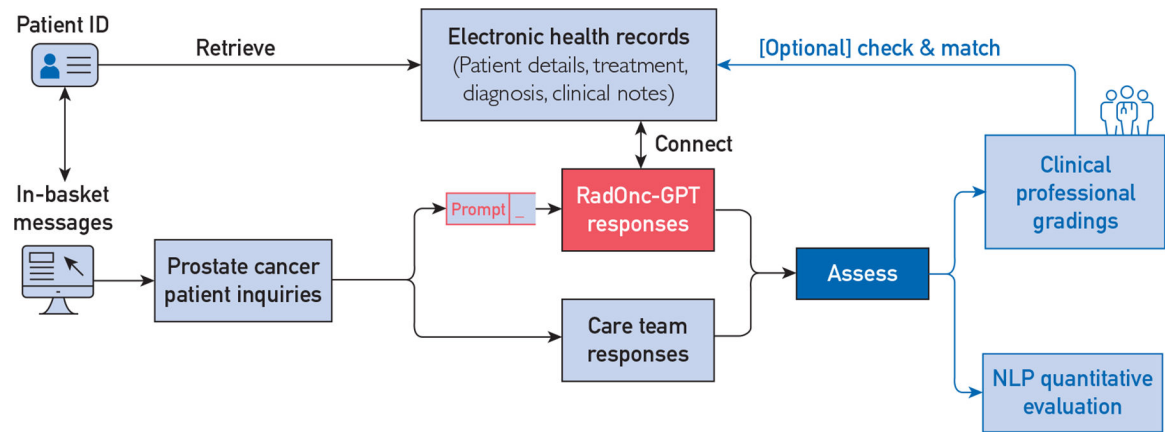 Patient ID
Retrieve
Electronic health records
(Patient details, treatment,
diagnosis, clinical notes)
[Optional] check & match
Connect
In-basket
messages
Prostate cancer
patient inquiries
Prompt _
RadOnc-GPT
responses
Care team
responses
Assess
Clinical
professional
gradings
NLP quantitative
evaluation